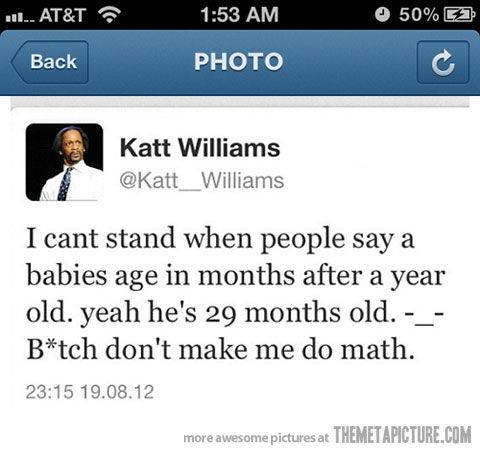 AT&T 1:53 AM 50%
Back PHOTO
Katt Williams
@Katt__Williams
I cant stand when people say a
babies age in months after a year
old. yeah he's 29 months old. -_-
B*tch don't make me do math.
23:15 19.08.12
more awesome pictures at THEMETAPICTURE.COM